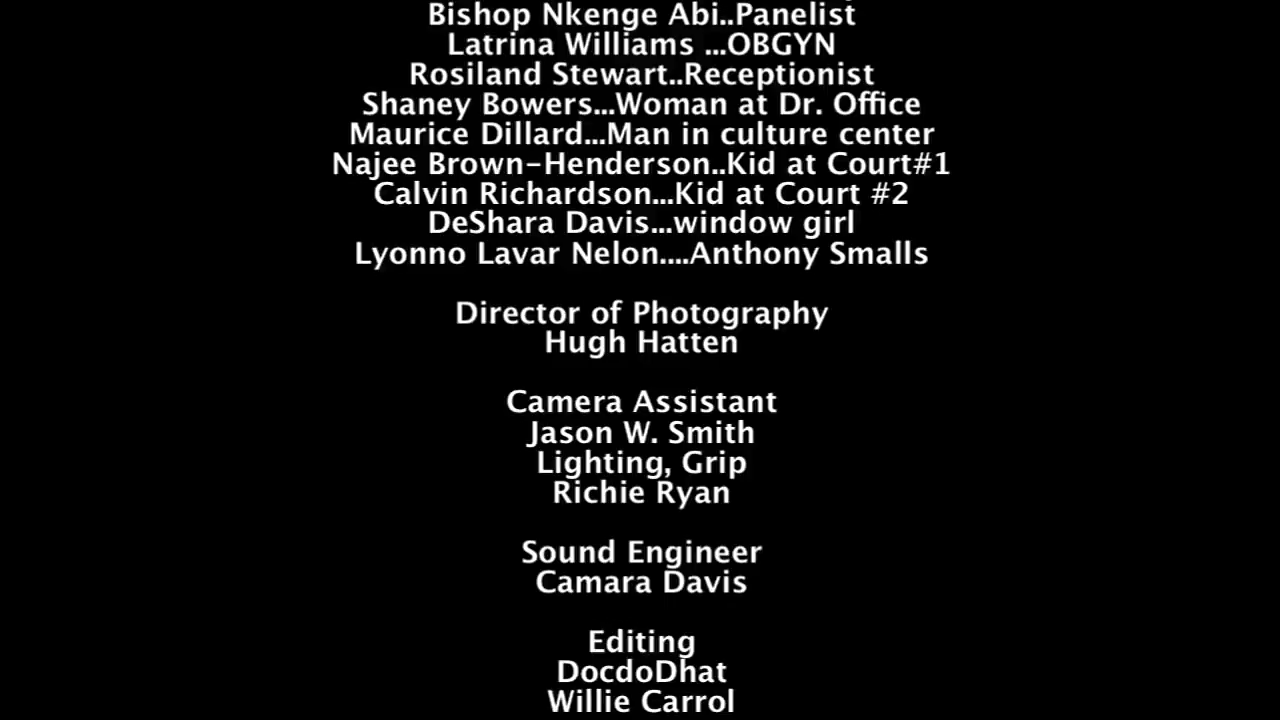 Bishop Nkenge Abi..Panelist
Latrina Williams ...OBGYN
Rosiland Stewart..Receptionist
Shaney Bowers...Woman at Dr. Office
Maurice Dillard...Man in culture center
Najee Brown-Henderson..Kid at Court#1
Calvin Richardson...Kid at Court #2
DeShara Davis...window girl
Lyonno Lavar Nelon....Anthony Smalls
Director of Photography
Hugh Hatten
Camera Assistant
Jason W. Smith
Lighting, Grip
Richie Ryan
Sound Engineer
Camara Davis
Editing
DocdoDhat
Willie Carrol